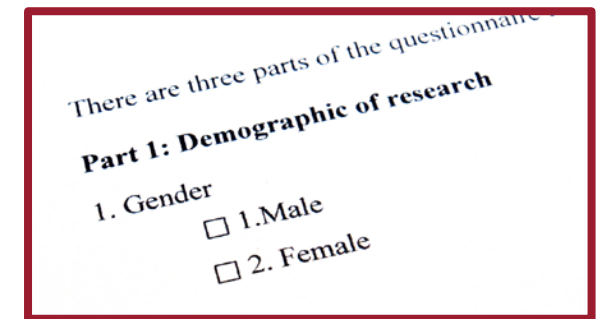 There are three parts of the questionnaire
Part 1: Demographic of research
1. Gender
☐ 1.Male
☐ 2. Female